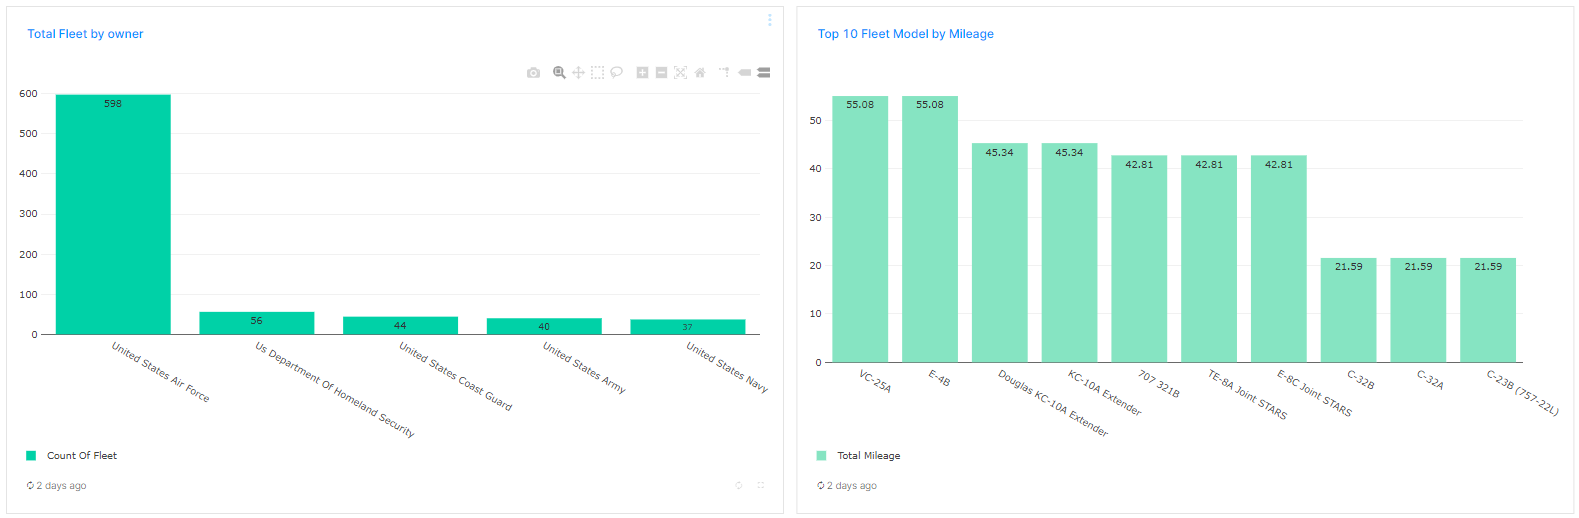 Total Fleet by owner
600
500
400
300
200
100
0
598
56
44
40
37
United States Air Force
Us Department Of Homeland Security
United States Coast Guard
United States Army
United States Navy
Count Of Fleet
2 days ago
Top 10 Fleet Model by Mileage
50
40
30
20
10
0
55.08
55.08
45.34
45.34
42.81
42.81
42.81
21.59
21.59
21.59
VC-25A
E-4B
Douglas KC-10A Extender
KC-10A Extender
707 321B
TE-8A Joint STARS
E-8C Joint STARS
C-32B
C-32A
C-23B (757-22L)
Total Mileage
2 days ago